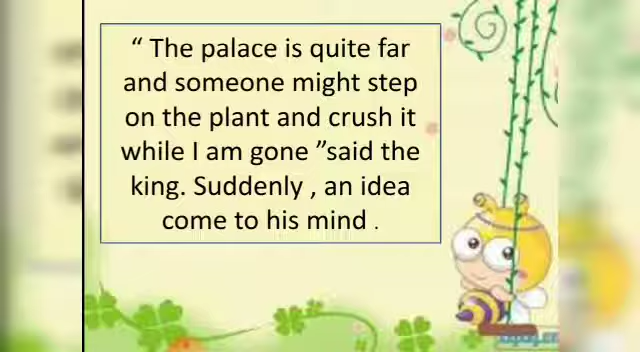 “ The palace is quite far
and someone might step
on the plant and crush it
while I am gone ”said the
king. Suddenly , an idea
come to his mind .